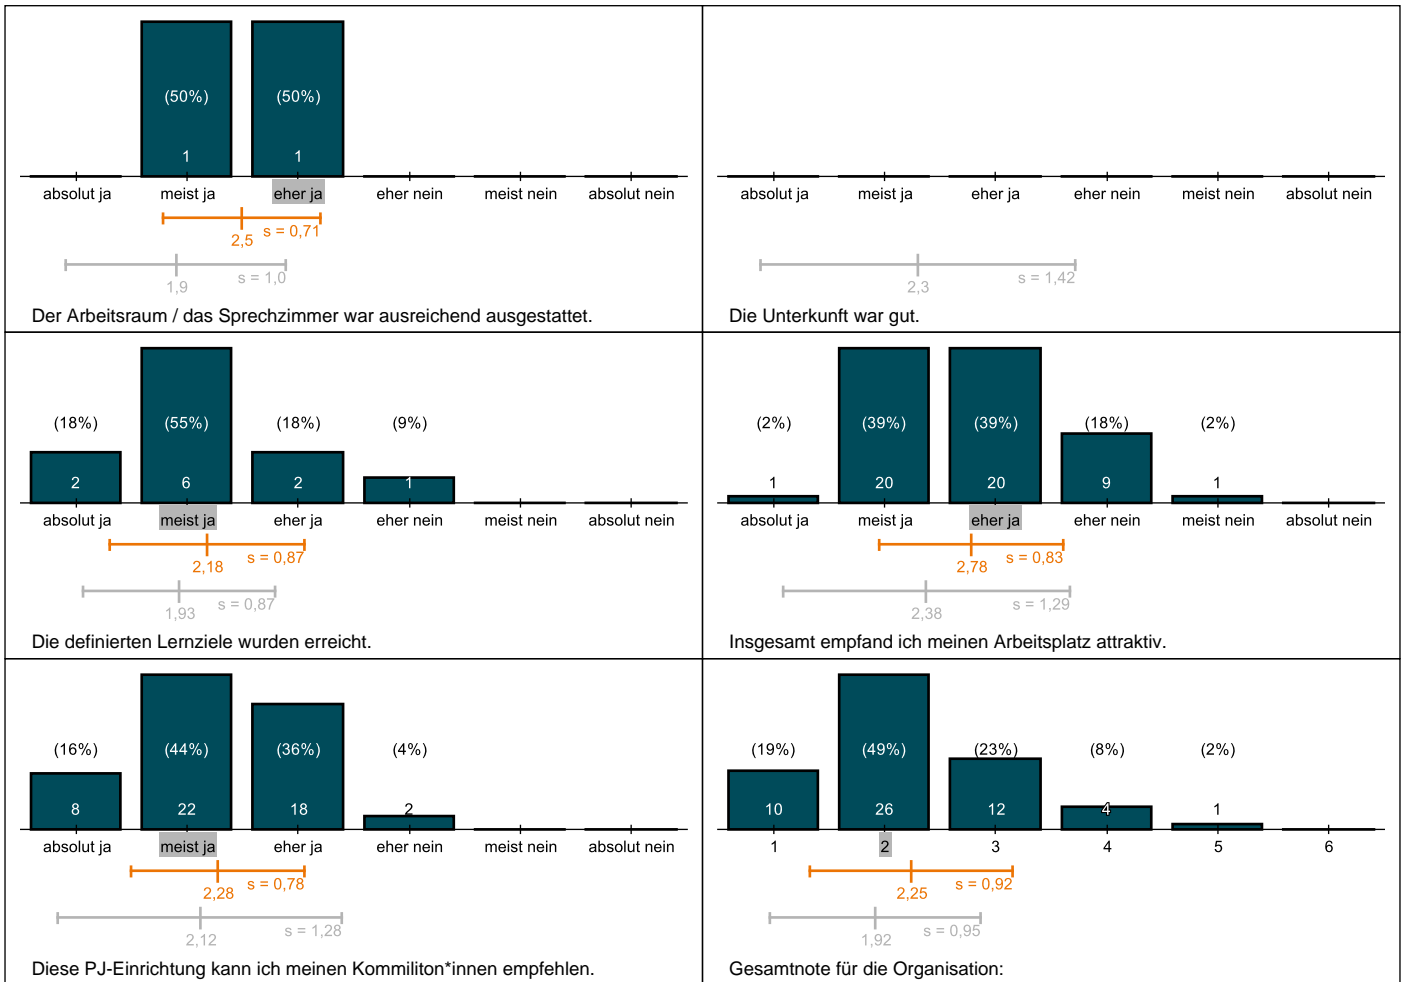 (50%) (50%)
1 1
absolut ja meist ja eher ja eher nein meist nein absolut nein
s = 0,71
2,5
s = 1,0
1,9
Der Arbeitsraum / das Sprechzimmer war ausreichend ausgestattet.
absolut ja meist ja eher ja eher nein meist nein absolut nein
s = 1,42
2,3
Die Unterkunft war gut.
(18%) (55%) (18%) (9%)
2 6 2 1
absolut ja meist ja eher ja eher nein meist nein absolut nein
s = 0,87
2,18
s = 0,87
1,93
Die definierten Lernziele wurden erreicht.
(2%) (39%) (39%) (18%) (2%)
1 20 20 9 1
absolut ja meist ja eher ja eher nein meist nein absolut nein
s = 0,83
2,78
s = 1,29
2,38
Insgesamt empfand ich meinen Arbeitsplatz attraktiv.
(16%) (44%) (36%) (4%)
8 22 18 2
absolut ja meist ja eher ja eher nein meist nein absolut nein
s = 0,78
2,28
s = 1,28
2,12
Diese PJ-Einrichtung kann ich meinen Kommiliton*innen empfehlen.
(19%) (49%) (23%) (8%) (2%)
10 26 12 4 1
1 2 3 4 5 6
s = 0,92
2,25
s = 0,95
1,92
Gesamtnote für die Organisation: